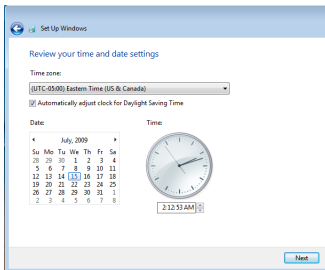 Set Up Windows
Review your time and date settings
Time zone:
(UTC-05:00) Eastern Time (US & Canada)
Automatically adjust clock for Daylight Saving Time
Date: Time:
July, 2009
Su Mo Tu We Th Fr Sa
28 29 30 1 2 3 4
5 6 7 8 9 10 11
12 13 14 15 16 17 18
19 20 21 22 23 24 25
26 27 28 29 30 31 1
2 3 4 5 6 7 8
2:12:53 AM
Next